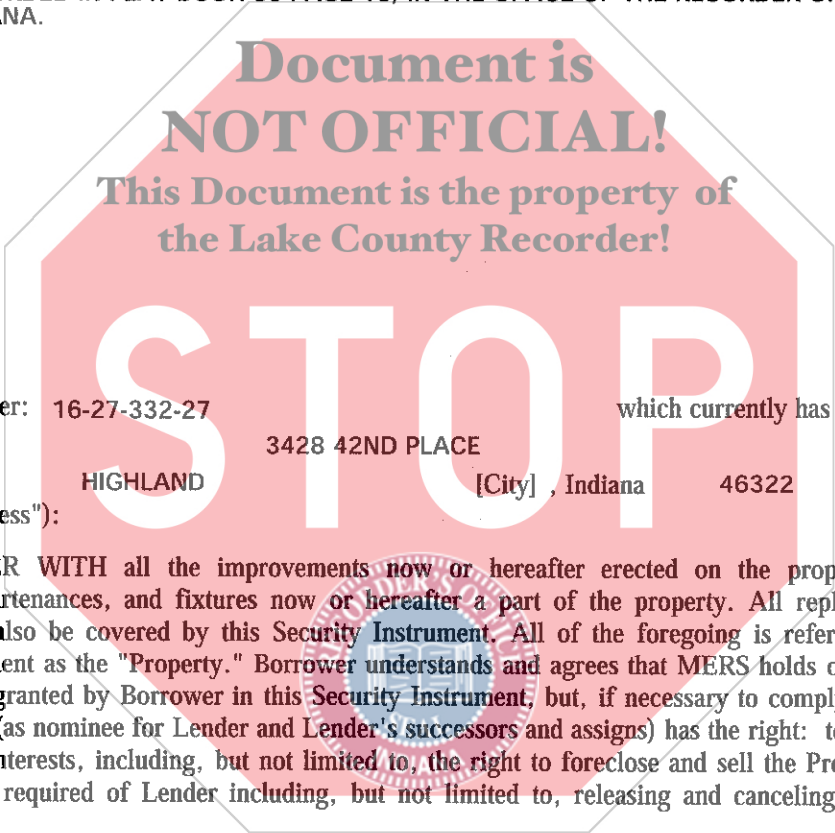 ANA.
Document is
NOT OFFICIAL!
This Document is the property of
the Lake County Recorder!
STOP
er: 16-27-332-27 which currently has
3428 42ND PLACE
HIGHLAND [City] , Indiana 46322
ess"):
R WITH all the improvements now or hereafter erected on the prop
rtenances, and fixtures now or hereafter a part of the property. All repl
also be covered by this Security Instrument. All of the foregoing is refer
ent as the "Property." Borrower understands and agrees that MERS holds o
granted by Borrower in this Security Instrument, but, if necessary to compl
(as nominee for Lender and Lender's successors and assigns) has the right: t
nterests, including, but not limited to, the right to foreclose and sell the Pro
required of Lender including, but not limited to, releasing and canceling
SEAL